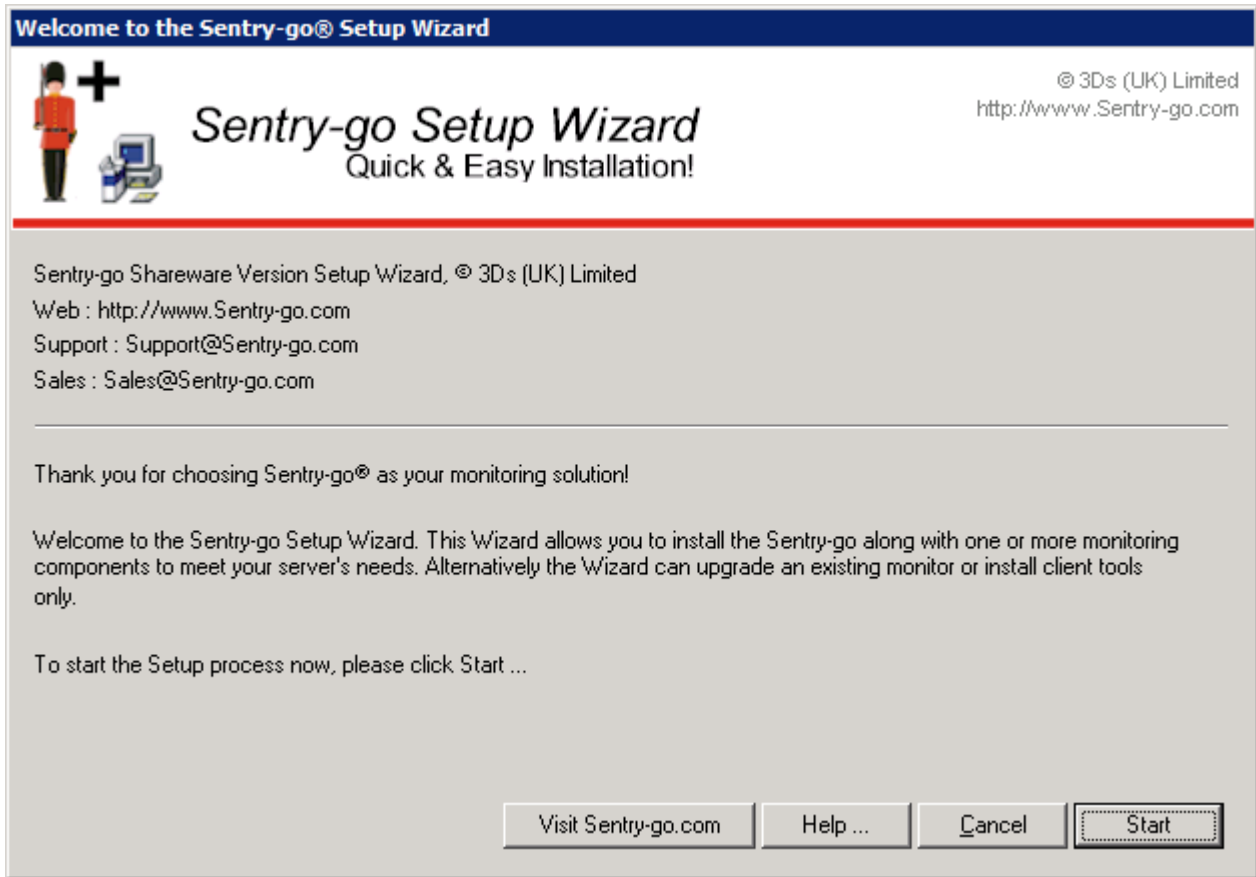 Welcome to the Sentry-go® Setup Wizard
© 3Ds (UK) Limited
http://www.Sentry-go.com
Sentry-go Setup Wizard
Quick & Easy Installation!
Sentry-go Shareware Version Setup Wizard, © 3Ds (UK) Limited
Web : http://www.Sentry-go.com
Support : Support@Sentry-go.com
Sales : Sales@Sentry-go.com
Thank you for choosing Sentry-go® as your monitoring solution!
Welcome to the Sentry-go Setup Wizard. This Wizard allows you to install the Sentry-go along with one or more monitoring
components to meet your server's needs. Alternatively the Wizard can upgrade an existing monitor or install client tools
only.
To start the Setup process now, please click Start ...
Visit Sentry-go.com
Help ...
Cancel
Start